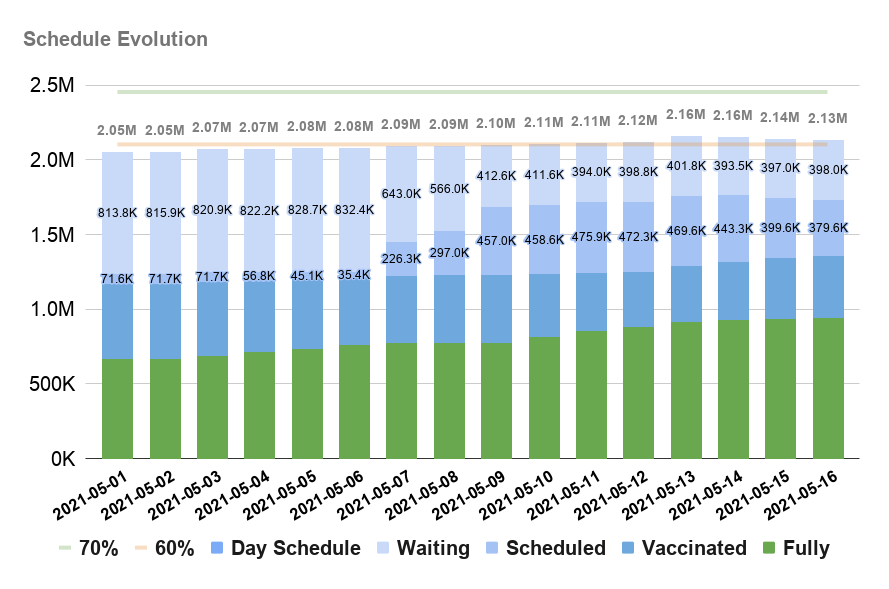 Schedule Evolution
2.5M
2.05M 2.05M 2.07M 2.07M 2.08M 2.08M 2.09M 2.09M 2.10M 2.11M 2.11M 2.12M 2.16M 2.16M 2.14M 2.13M
2.0M
813.8K 815.9K 820.9K 822.2K 828.7K 832.4K 643.0K 566.0K 412.6K 411.6K 394.0K 398.8K 401.8K 393.5K 397.0K 398.0K
1.5M
71.6K 71.7K 71.7K 56.8K 45.1K 35.4K 226.3K 297.0K 457.0K 458.6K 475.9K 472.3K 469.6K 443.3K 399.6K 379.6K
1.0M
500K
0K
2021-05-01 2021-05-02 2021-05-03 2021-05-04 2021-05-05 2021-05-06 2021-05-07 2021-05-08 2021-05-09 2021-05-10 2021-05-11 2021-05-12 2021-05-13 2021-05-14 2021-05-15 2021-05-16
70% 60% Day Schedule Waiting Scheduled Vaccinated Fully